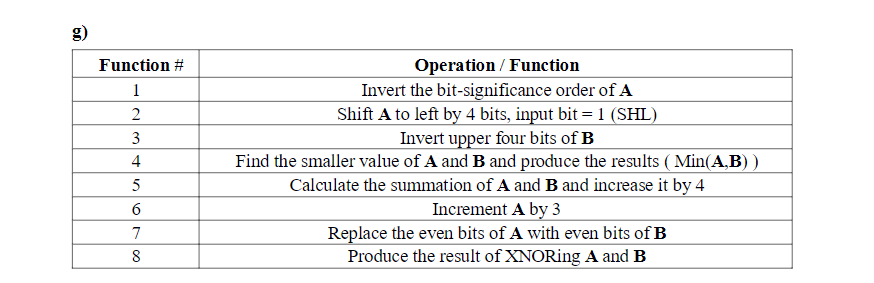 g)
Function # Operation / Function
1 Invert the bit-significance order of A
2 Shift A to left by 4 bits, input bit = 1 (SHL)
3 Invert upper four bits of B
4 Find the smaller value of A and B and produce the results ( Min(A,B) )
5 Calculate the summation of A and B and increase it by 4
6 Increment A by 3
7 Replace the even bits of A with even bits of B
8 Produce the result of XNORing A and B